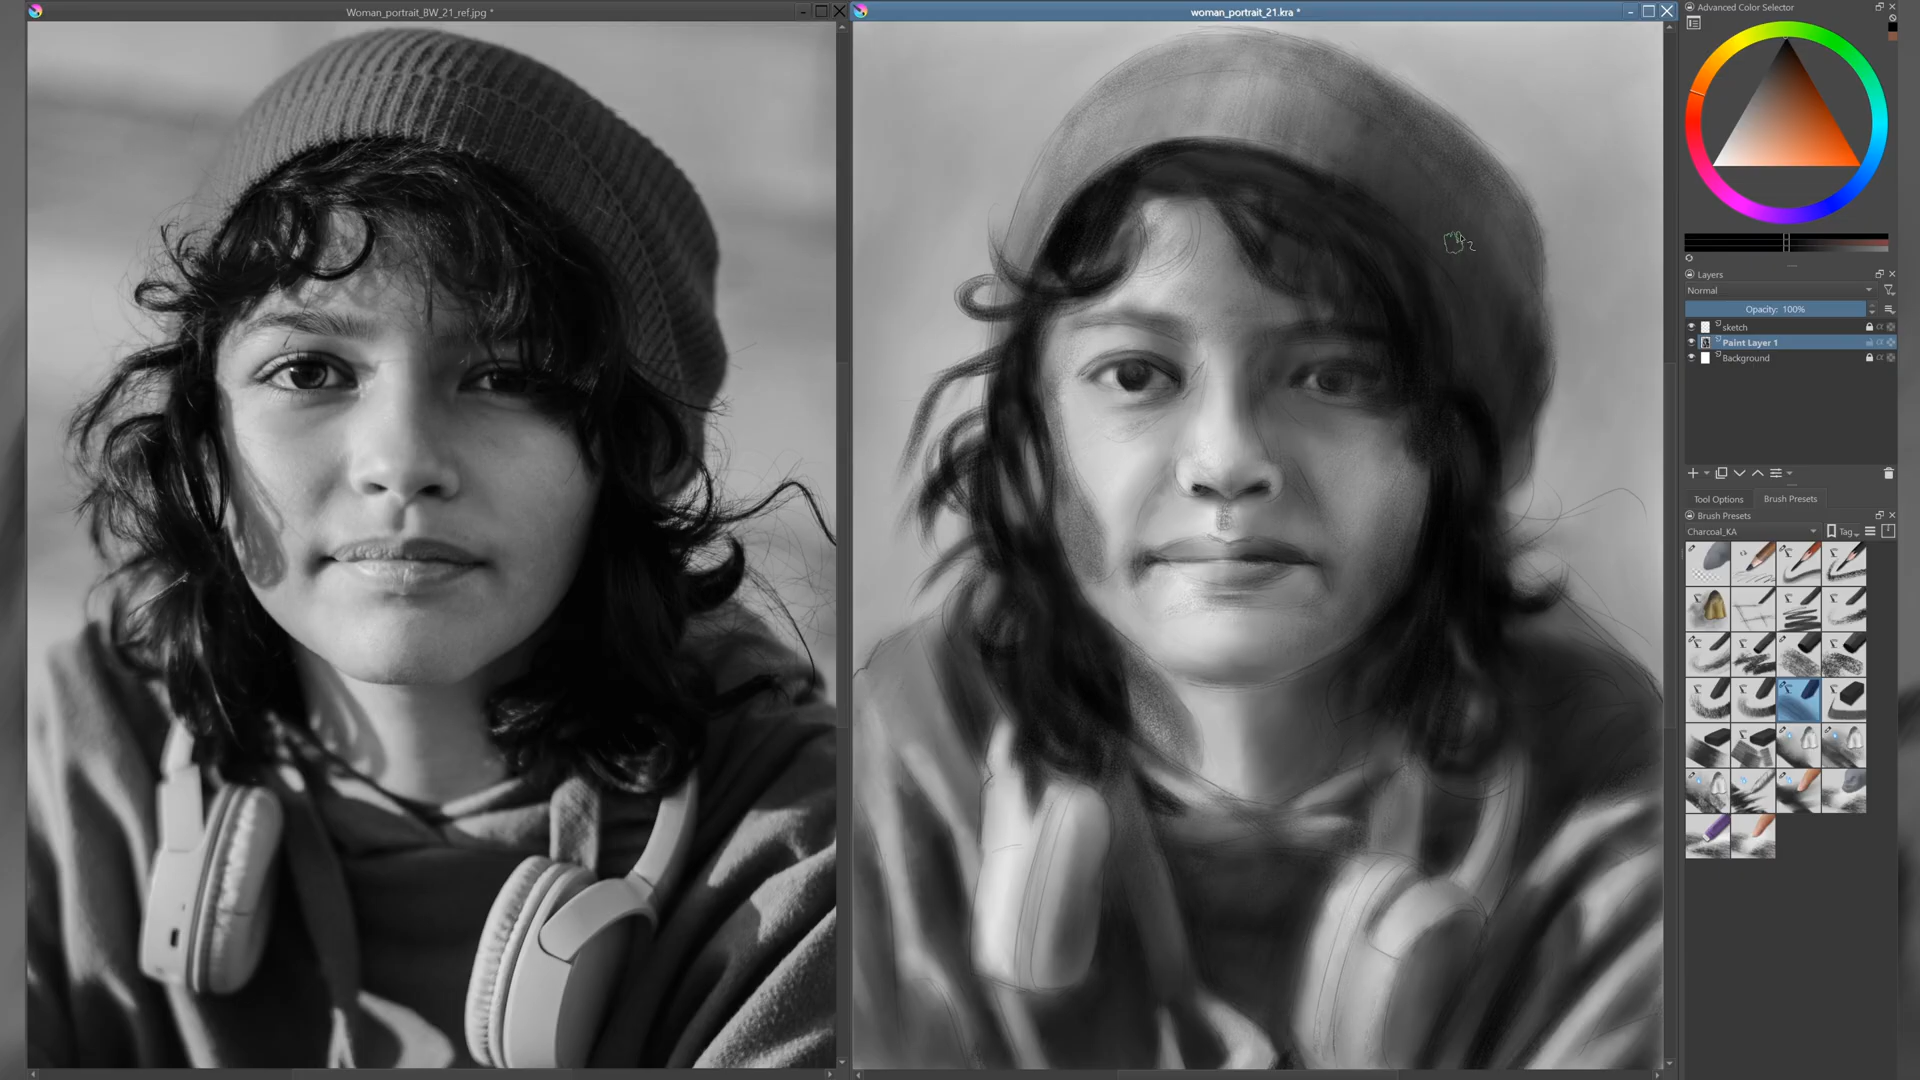 Woman_portrait_BW_21_ref.jpg *
woman_portrait_21.kra *
Advanced Color Selector
Layers
Normal
Opacity: 100%
sketch
Paint Layer 1
Background
Tool Options
Brush Presets
Brush Presets
Charcoal_KA
Tag